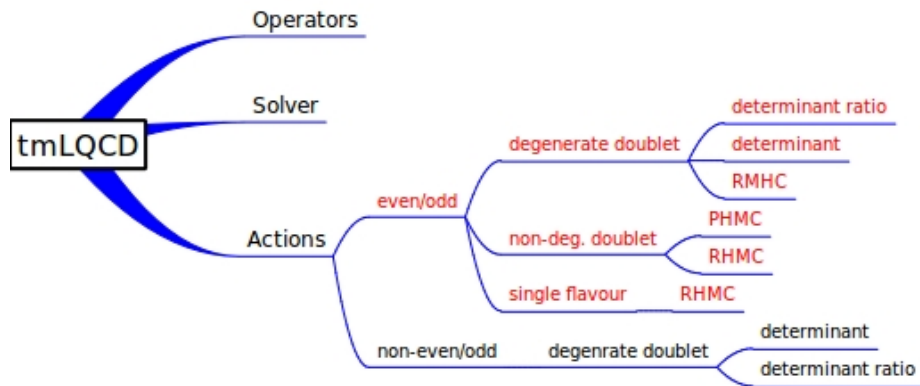 tmLQCD
Operators
Solver
Actions
even/odd
degenerate doublet
determinant ratio
determinant
RMHC
non-deg. doublet
PHMC
RHMC
single flavour
RHMC
non-even/odd
degenrate doublet
determinant
determinant ratio